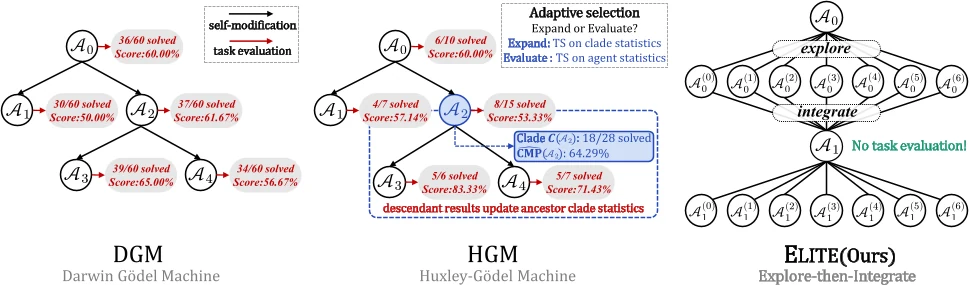 self-modification
task evaluation
36/60 solved
Score:60.00%
A₀
30/60 solved
Score:50.00%
A₁
37/60 solved
Score:61.67%
A₂
39/60 solved
Score:65.00%
A₃
34/60 solved
Score:56.67%
A₄
DGM
Darwin Gödel Machine
Adaptive selection
Expand or Evaluate?
Expand: TS on clade statistics
Evaluate : TS on agent statistics
6/10 solved
Score:60.00%
A₀
4/7 solved
Score:57.14%
A₁
8/15 solved
Score:53.33%
A₂
Clade C(A₂): 18/28 solved
CMP(A₂): 64.29%
5/6 solved
Score:83.33%
A₃
5/7 solved
Score:71.43%
A₄
descendant results update ancestor clade statistics
HGM
Huxley-Gödel Machine
A₀
explore
A₀⁽⁰⁾ A₀⁽¹⁾ A₀⁽²⁾ A₀⁽³⁾ A₀⁽⁴⁾ A₀⁽⁵⁾ A₀⁽⁶⁾
integrate
A₁ No task evaluation!
A₁⁽⁰⁾ A₁⁽¹⁾ A₁⁽²⁾ A₁⁽³⁾ A₁⁽⁴⁾ A₁⁽⁵⁾ A₁⁽⁶⁾
ELITE(Ours)
Explore-then-Integrate